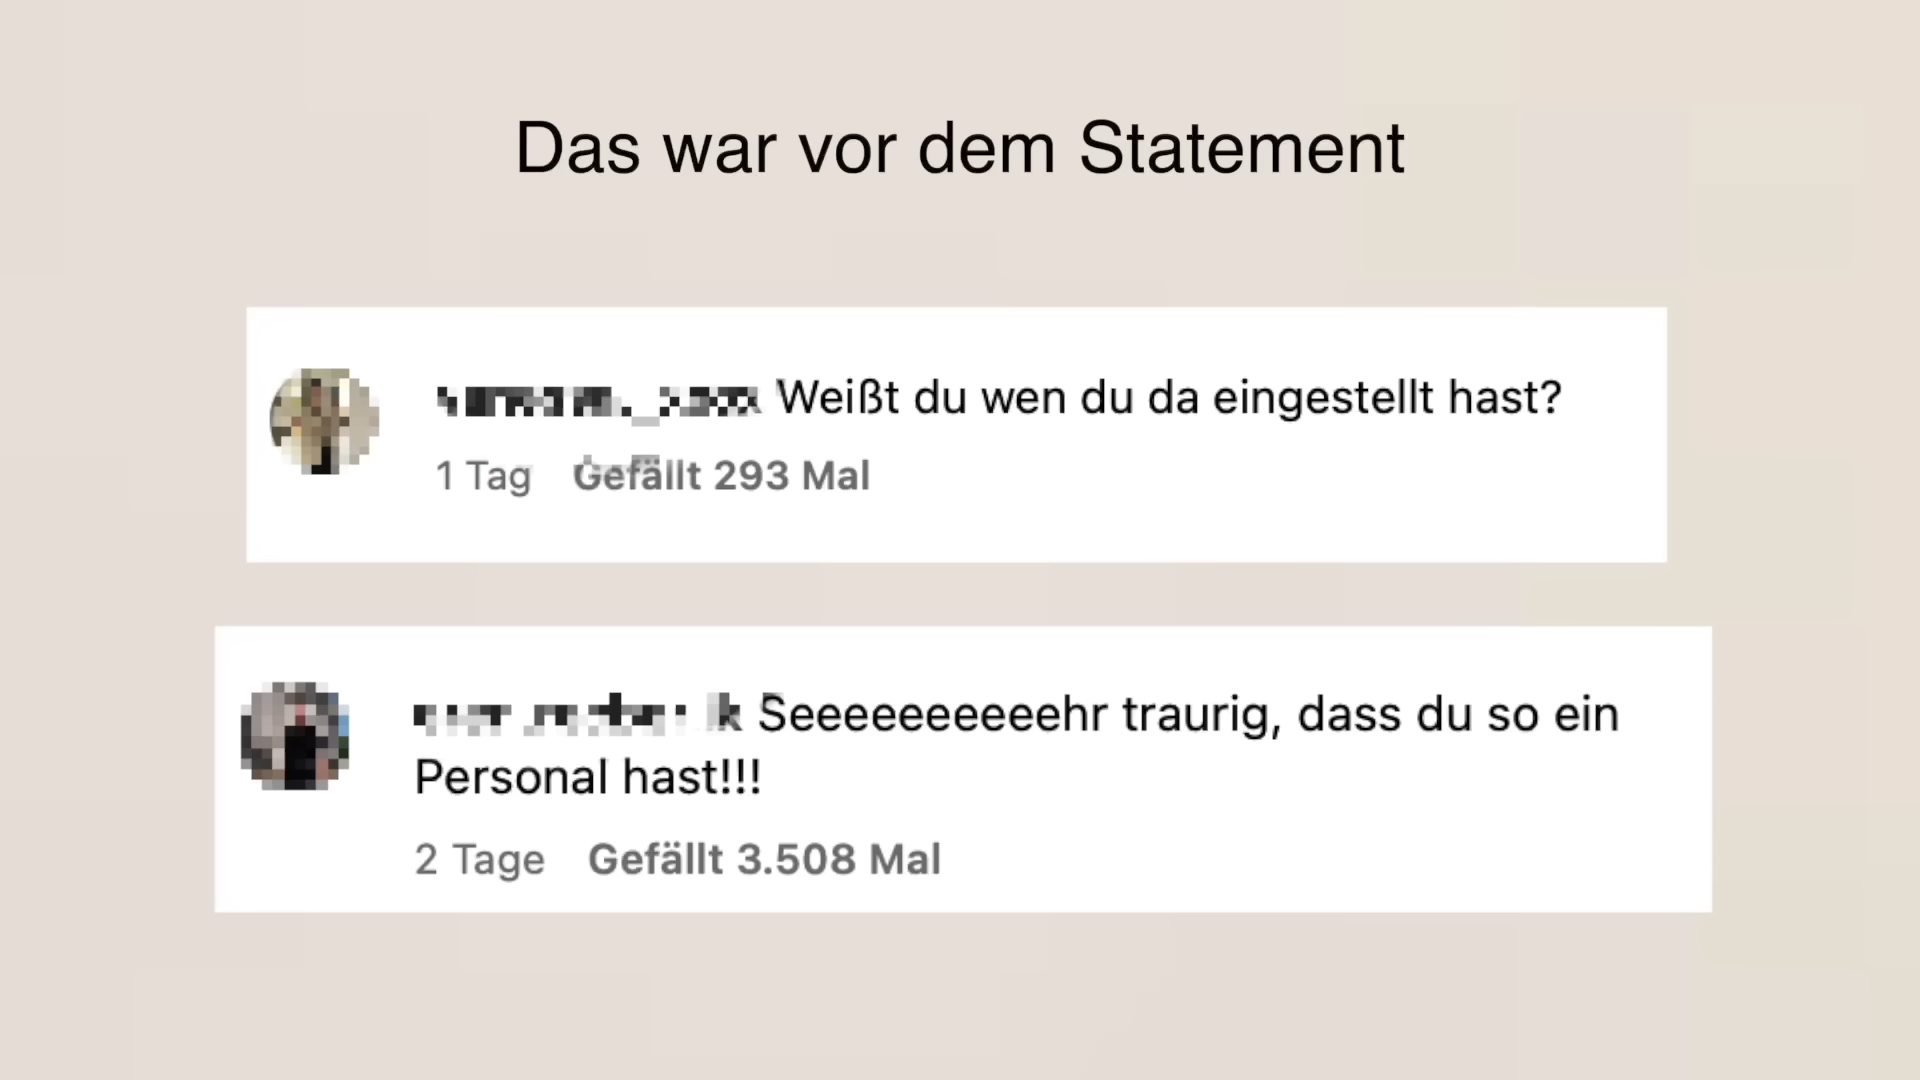 Das war vor dem Statement
Weißt du wen du da eingestellt hast?
1 Tag Gefällt 293 Mal
Seeeeeeeeeehr traurig, dass du so ein
Personal hast!!!
2 Tage Gefällt 3.508 Mal